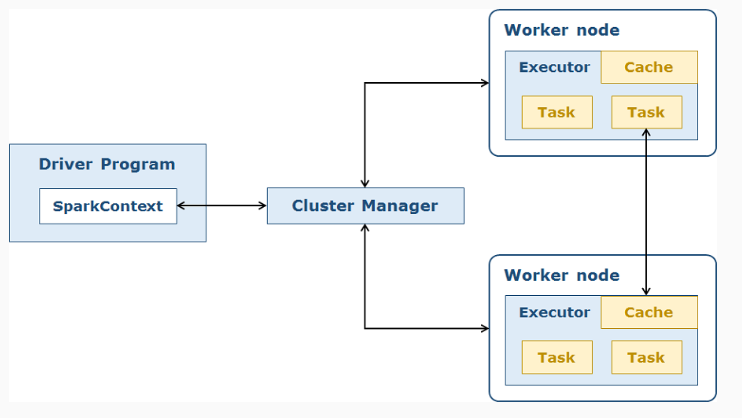 Worker node
Executor Cache
Task Task
Driver Program
SparkContext
Cluster Manager
Worker node
Executor Cache
Task Task